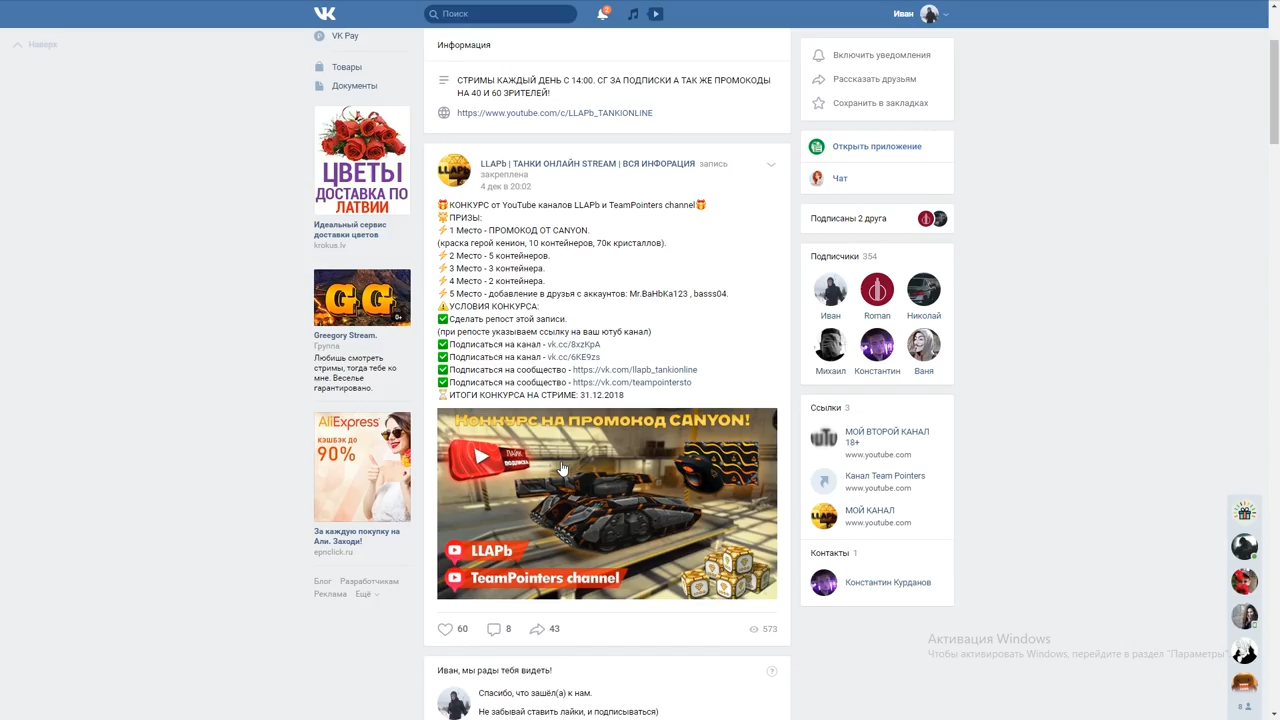 Поиск
2
Иван
Наверх
VK Pay
Товары
Документы
ЦВЕТЫ
ДОСТАВКА ПО
ЛАТВИИ
Идеальный сервис
доставки цветов
krokus.lv
GG
0+
Greegory Stream.
Группа
Любишь смотреть
стримы, тогда тебе ко
мне. Веселье
гарантировано.
AliExpress
КЭШБЭК ДО
90%
За каждую покупку на
Али. Заходи!
epnclick.ru
Блог Разработчикам
Реклама Ещё
Информация
СТРИМЫ КАЖДЫЙ ДЕНЬ С 14:00. СГ ЗА ПОДПИСКИ А ТАК ЖЕ ПРОМОКОДЫ
НА 40 И 60 ЗРИТЕЛЕЙ!
https://www.youtube.com/c/LLAPb_TANKIONLINE
LLAPb
LLAPb | ТАНКИ ОНЛАЙН STREAM | ВСЯ ИНФОРАЦИЯ запись
закреплена
4 дек в 20:02
🎁КОНКУРС от YouTube каналов LLAPb и TeamPointers channel🎁
ПРИЗЫ:
⚡1 Место - ПРОМОКОД ОТ CANYON.
(краска герой кенион, 10 контейнеров, 70к кристаллов).
⚡2 Место - 5 контейнеров.
⚡3 Место - 3 контейнера.
⚡4 Место - 2 контейнера.
⚡5 Место - добавление в друзья с аккаунтов: Mr.BaHbKa123 , basss04.
⚠УСЛОВИЯ КОНКУРСА:
✅Сделать репост этой записи.
(при репосте указываем ссылку на ваш ютуб канал)
✅Подписаться на канал - vk.cc/8xzKpA
✅Подписаться на канал - vk.cc/6KE9zs
✅Подписаться на сообщество - https://vk.com/llapb_tankionline
✅Подписаться на сообщество - https://vk.com/teampointersto
⏳ИТОГИ КОНКУРСА НА СТРИМЕ: 31.12.2018
КОНКУРС НА ПРОМОКОД CANYON!
ЛАЙК
ПОДПИСКА
LLAPb
TeamPointers channel
60 8 43 573
Иван, мы рады тебя видеть!
Спасибо, что зашёл(а) к нам.
Не забывай ставить лайки, и подписываться)
Включить уведомления
Рассказать друзьям
Сохранить в закладках
Открыть приложение
Чат
Подписаны 2 друга
Подписчики 354
Иван Roman Николай
Михаил Константин Ваня
Ссылки 3
МОЙ ВТОРОЙ КАНАЛ
18+
www.youtube.com
Канал Team Pointers
www.youtube.com
LLAPb
МОЙ КАНАЛ
www.youtube.com
Контакты 1
Константин Курданов
Активация Windows
Чтобы активировать Windows, перейдите в раздел "Параметры".
8